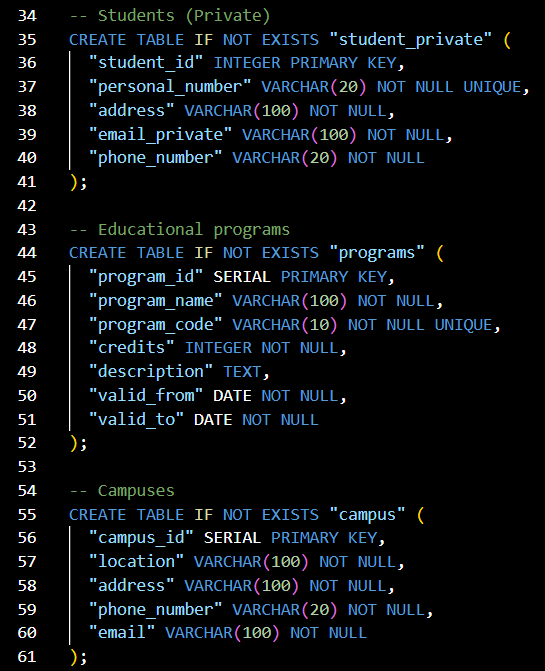 34 -- Students (Private)
35 CREATE TABLE IF NOT EXISTS "student_private" (
36 "student_id" INTEGER PRIMARY KEY,
37 "personal_number" VARCHAR(20) NOT NULL UNIQUE,
38 "address" VARCHAR(100) NOT NULL,
39 "email_private" VARCHAR(100) NOT NULL,
40 "phone_number" VARCHAR(20) NOT NULL
41 );
42
43 -- Educational programs
44 CREATE TABLE IF NOT EXISTS "programs" (
45 "program_id" SERIAL PRIMARY KEY,
46 "program_name" VARCHAR(100) NOT NULL,
47 "program_code" VARCHAR(10) NOT NULL UNIQUE,
48 "credits" INTEGER NOT NULL,
49 "description" TEXT,
50 "valid_from" DATE NOT NULL,
51 "valid_to" DATE NOT NULL
52 );
53
54 -- Campuses
55 CREATE TABLE IF NOT EXISTS "campus" (
56 "campus_id" SERIAL PRIMARY KEY,
57 "location" VARCHAR(100) NOT NULL,
58 "address" VARCHAR(100) NOT NULL,
59 "phone_number" VARCHAR(20) NOT NULL,
60 "email" VARCHAR(100) NOT NULL
61 );